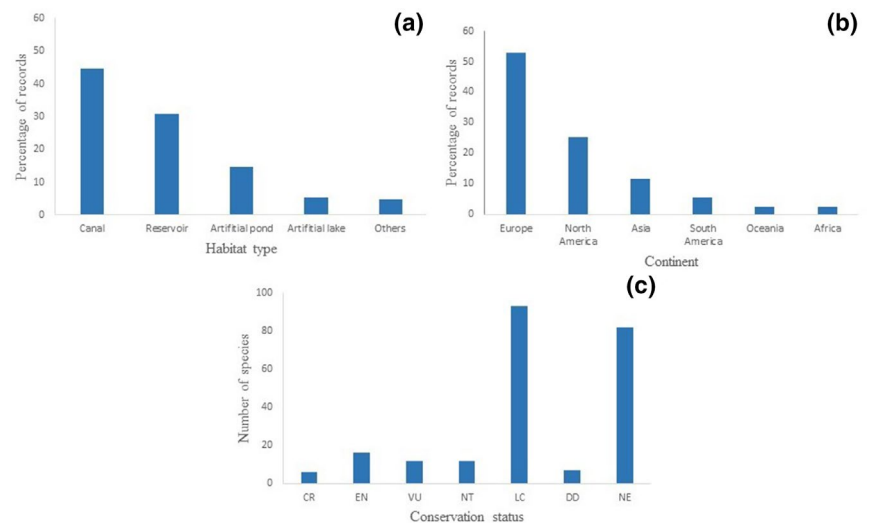 (a)
60
50
40
30
20
10
0
Percentage of records
Canal Reservoir Artifitial pond Artifitial lake Others
Habitat type
(b)
60
50
40
30
20
10
0
Percentage of records
Europe North America Asia South America Oceania Africa
Continent
(c)
100
80
60
40
20
0
Number of species
CR EN VU NT LC DD NE
Conservation status